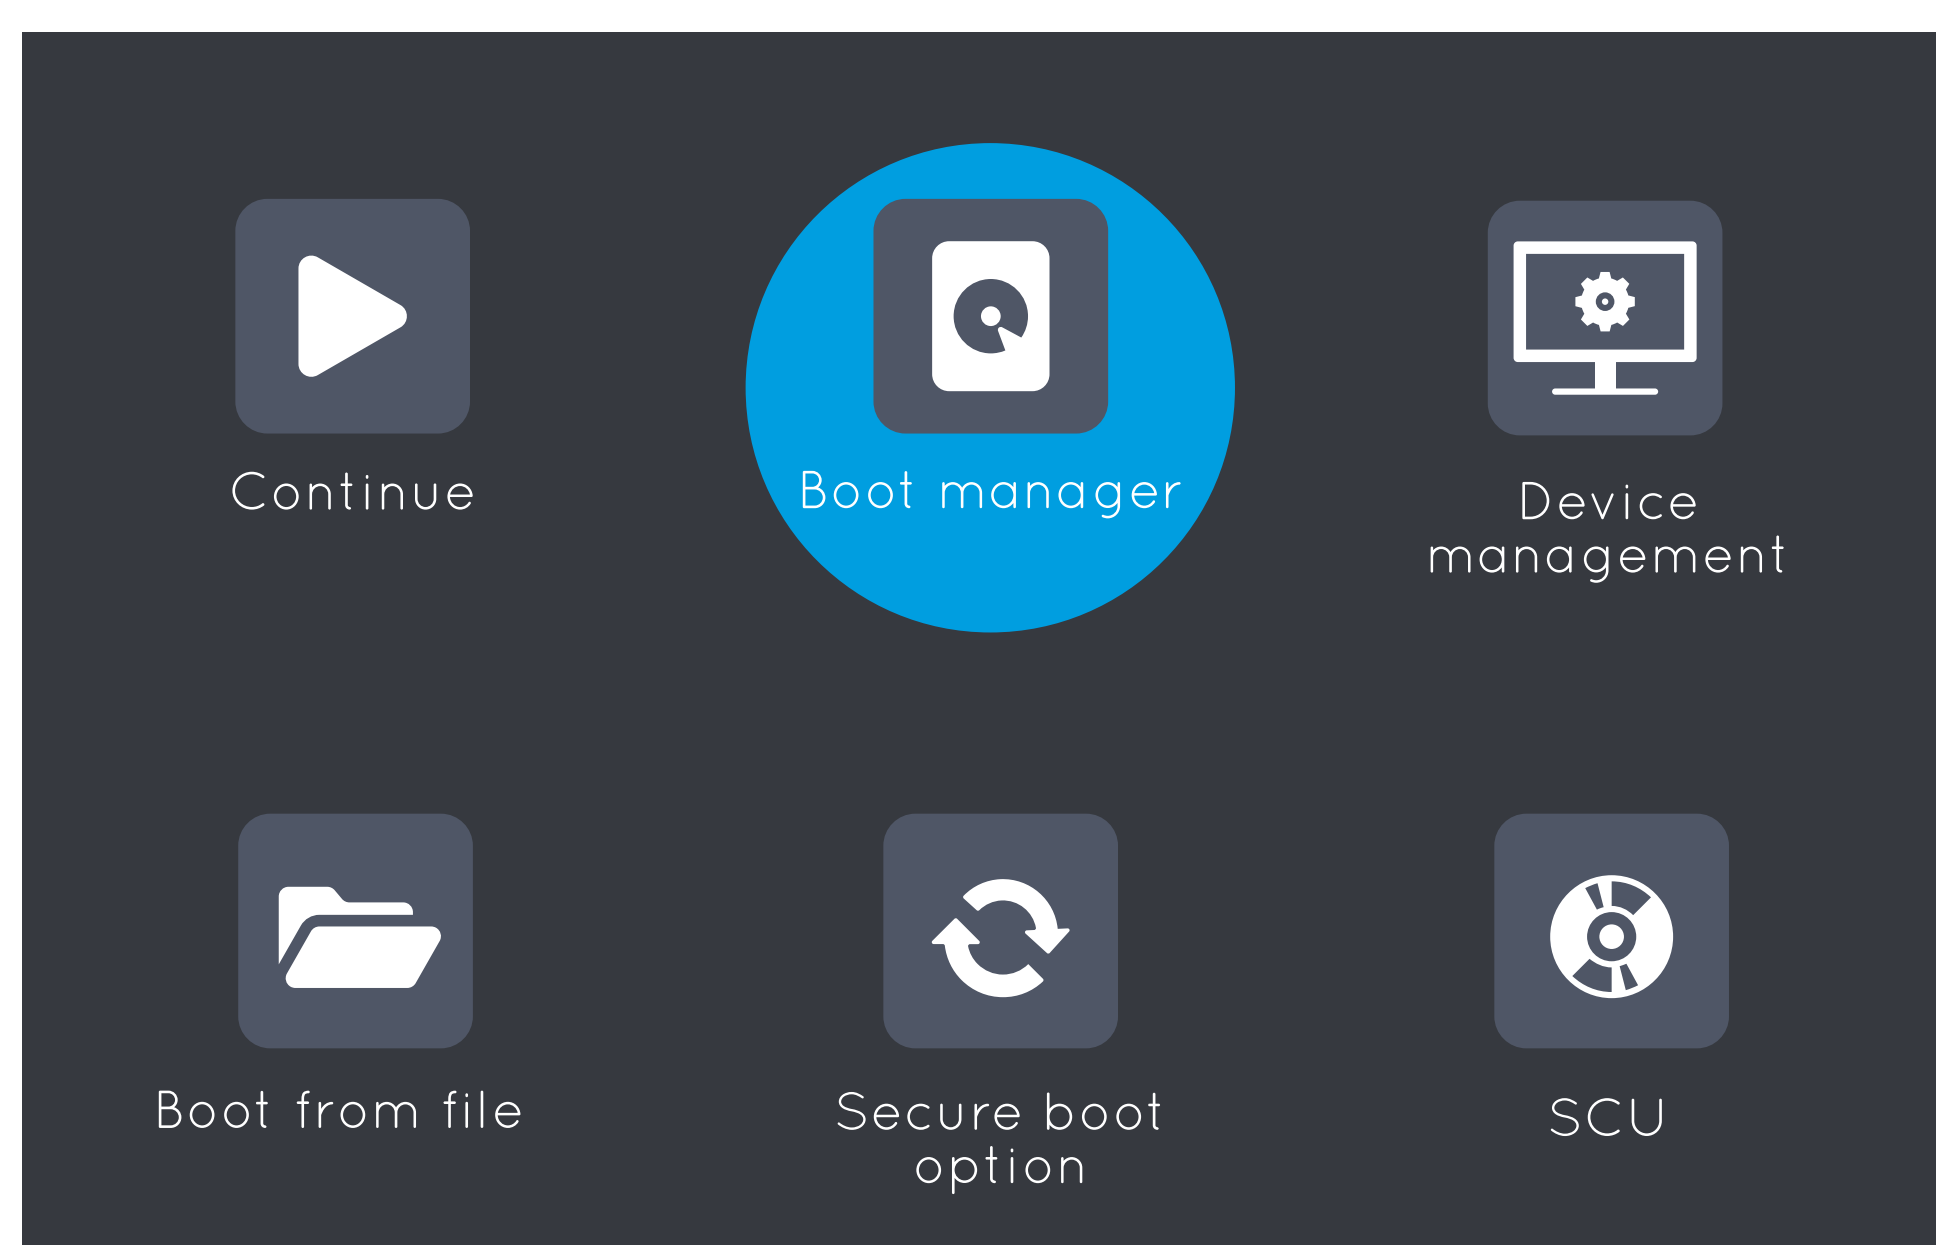 Continue
Boot manager
Device
management
Boot from file
Secure boot
option
SCU